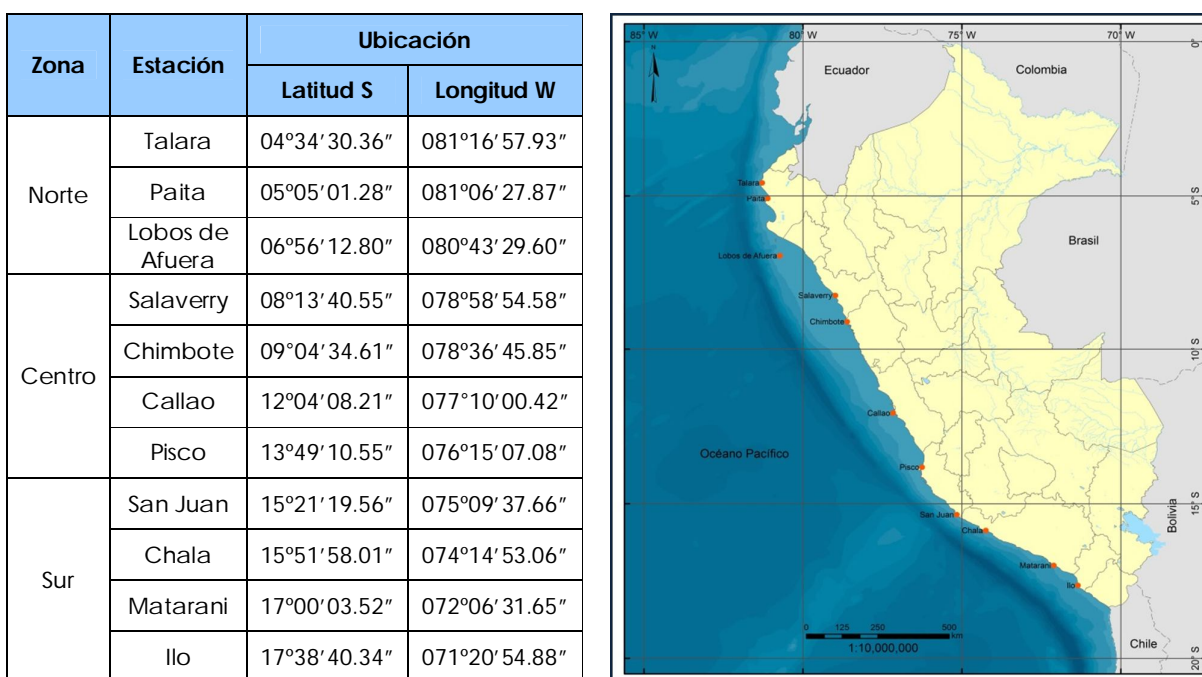 Zona Estación Ubicación
Latitud S Longitud W
Norte
Talara 04º34'30.36" 081º16'57.93"
Paita 05º05'01.28" 081º06'27.87"
Lobos de
Afuera 06º56'12.80" 080º43'29.60"
Centro
Salaverry 08º13'40.55" 078º58'54.58"
Chimbote 09º04'34.61" 078º36'45.85"
Callao 12º04'08.21" 077°10'00.42"
Pisco 13º49'10.55" 076º15'07.08"
Sur
San Juan 15º21'19.56" 075º09'37.66"
Chala 15º51'58.01" 074º14'53.06"
Matarani 17º00'03.52" 072º06'31.65"
Ilo 17º38'40.34" 071º20'54.88"
85° W 80° W 75° W 70° W
0°
N
Ecuador
Colombia
Talara
Paita
5°S
Lobos de Afuera
Brasil
Salaverry
Chimbote
10°S
Callao
Océano Pacífico
Pisco
San Juan
15°S
Bolivia
Chala
Matarani
Ilo
0 125 250 500
km
1:10,000,000
Chile
20°S